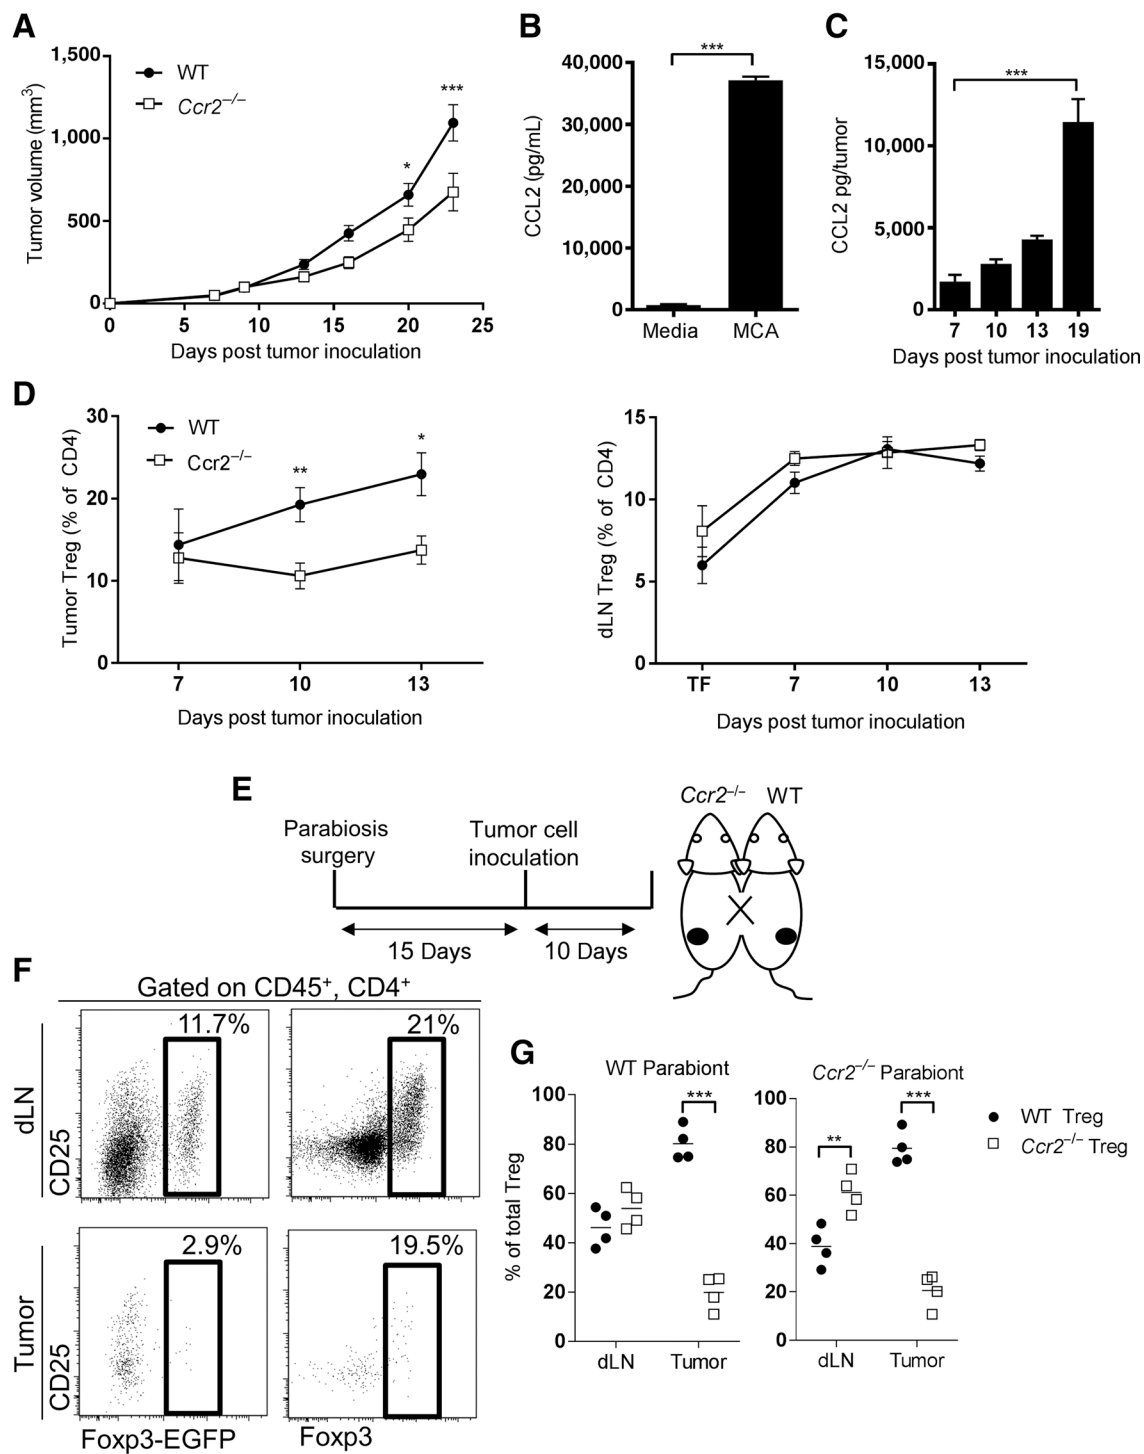 A
1,500
1,000
500
0
0
5
10
15
20
25
Tumor volume (mm³)
Days post tumor inoculation
WT
Ccr2−/−
*
***
B
***
40,000
30,000
20,000
10,000
0
CCL2 (pg/mL)
Media
MCA
C
***
15,000
10,000
5,000
0
CCL2 pg/tumor
7
10
13
19
Days post tumor inoculation
D
30
20
10
0
Tumor Treg (% of CD4)
WT
Ccr2−/−
**
*
7
10
13
Days post tumor inoculation
15
10
5
0
dLN Treg (% of CD4)
TF
7
10
13
Days post tumor inoculation
E
Parabiosis
surgery
Tumor cell
inoculation
15 Days
10 Days
Ccr2−/−
WT
F
Gated on CD45+, CD4+
dLN
CD25
11.7%
21%
Tumor
CD25
2.9%
19.5%
Foxp3-EGFP
Foxp3
G
WT Parabiont
***
100
80
60
40
20
0
% of total Treg
dLN
Tumor
Ccr2−/− Parabiont
**
***
100
80
60
40
20
0
dLN
Tumor
WT Treg
Ccr2−/− Treg